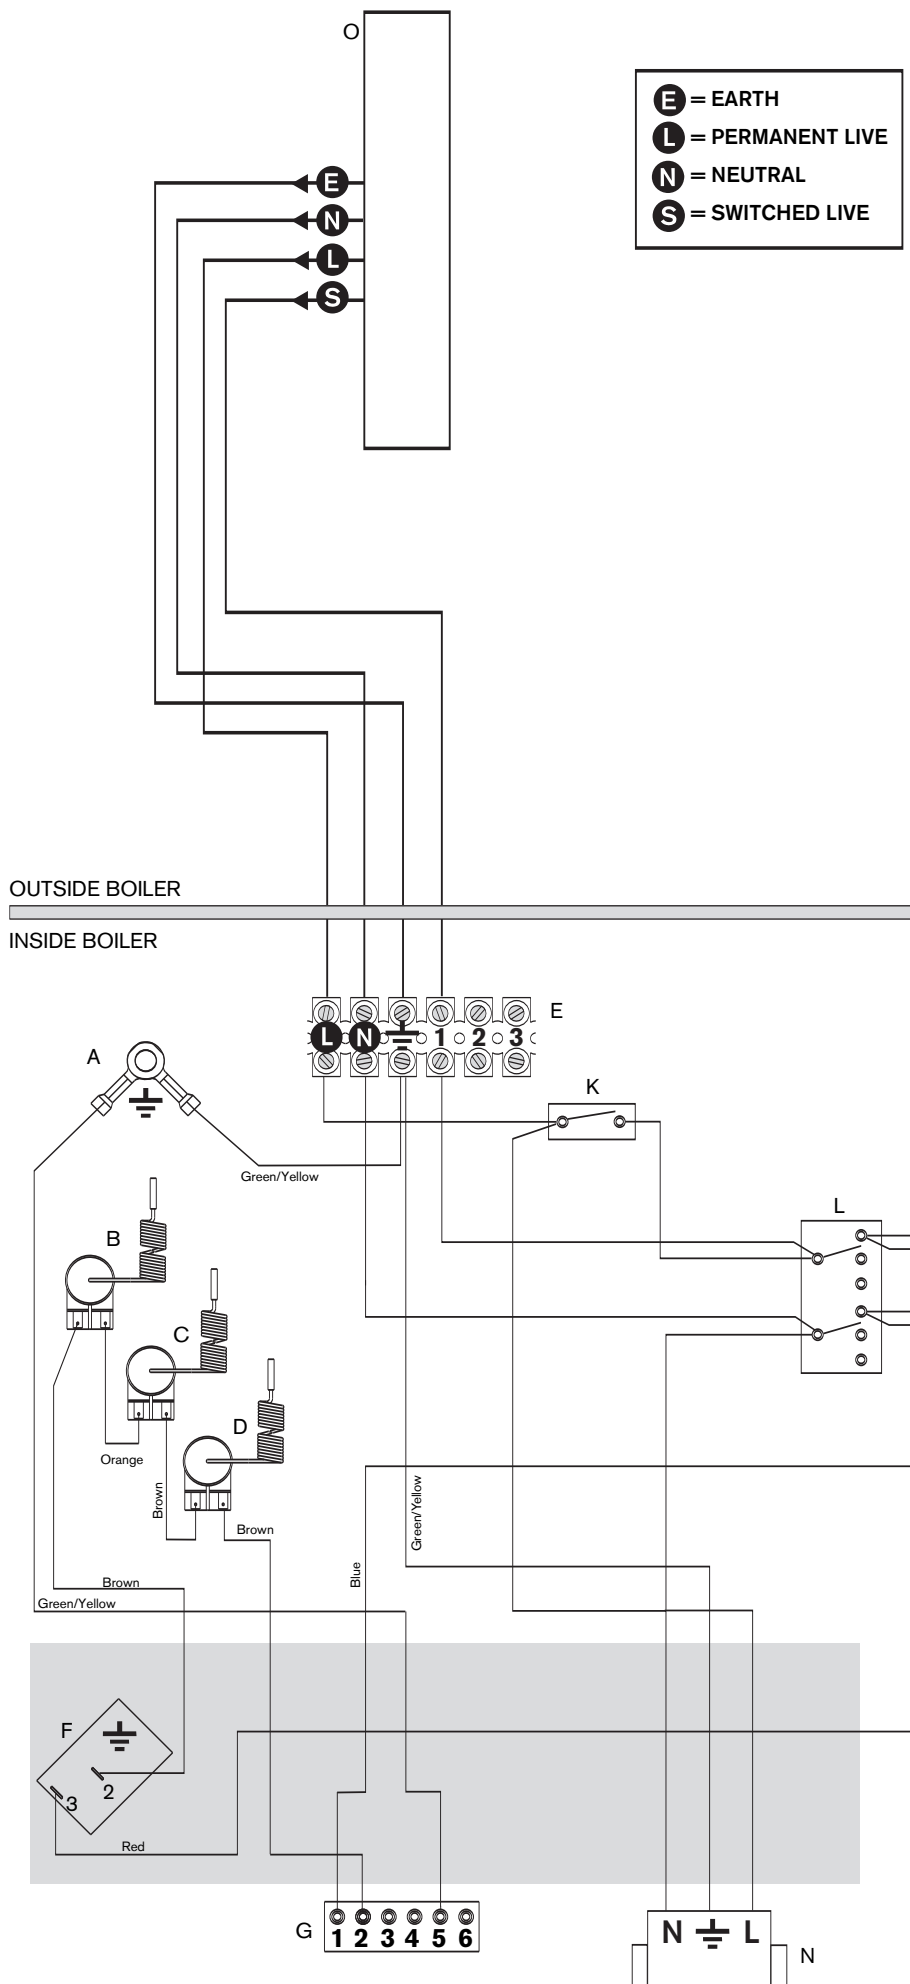 O
E = EARTH
L = PERMANENT LIVE
N = NEUTRAL
S = SWITCHED LIVE
E
N
L
S
OUTSIDE BOILER
INSIDE BOILER
E
L N 1 2 3
A
K
Green/Yellow
L
B
C
D
Orange
Brown
Brown
Green/Yellow
Blue
Brown
Green/Yellow
F
2
3
Red
G
1 2 3 4 5 6
N L
N